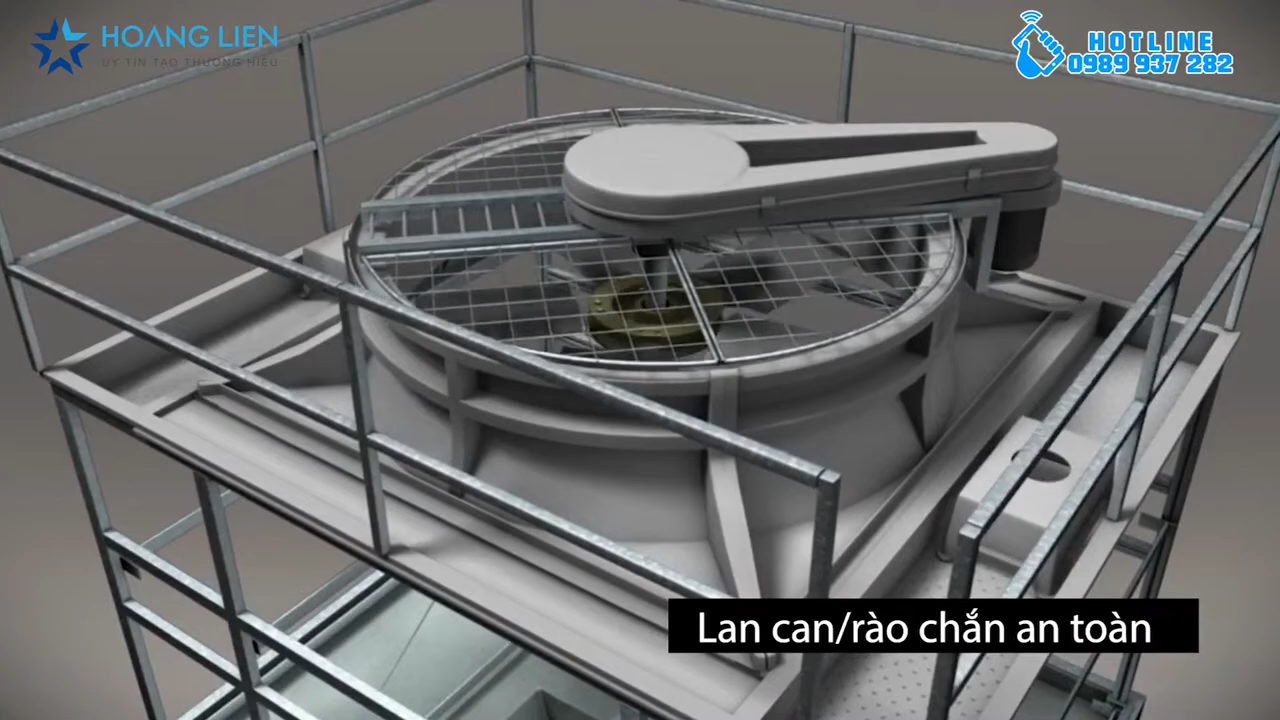 HOANG LIEN
UY TÍN TẠO THƯƠNG HIỆU
HOTLINE
0989 937 282
Lan can/rào chắn an toàn